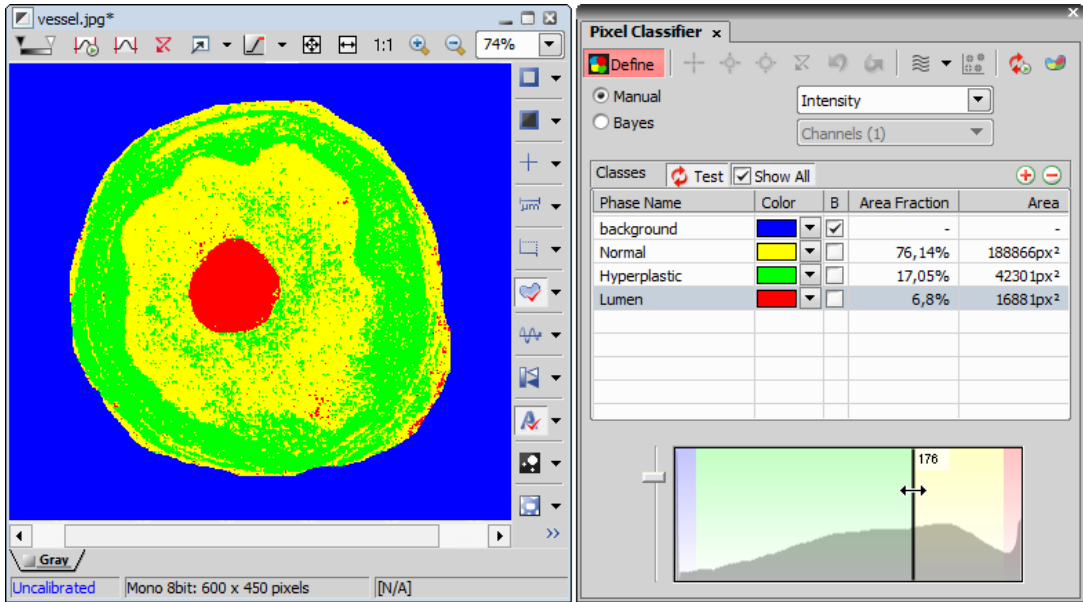 vessel.jpg*
1:1
74%
µm
Gray
Uncalibrated Mono 8bit: 600 x 450 pixels [N/A]
Pixel Classifier x
Define
Manual Intensity
Bayes Channels (1)
Classes Test Show All
Phase Name Color B Area Fraction Area
background - -
Normal 76,14% 188866px²
Hyperplastic 17,05% 42301px²
Lumen 6,8% 16881px²
176